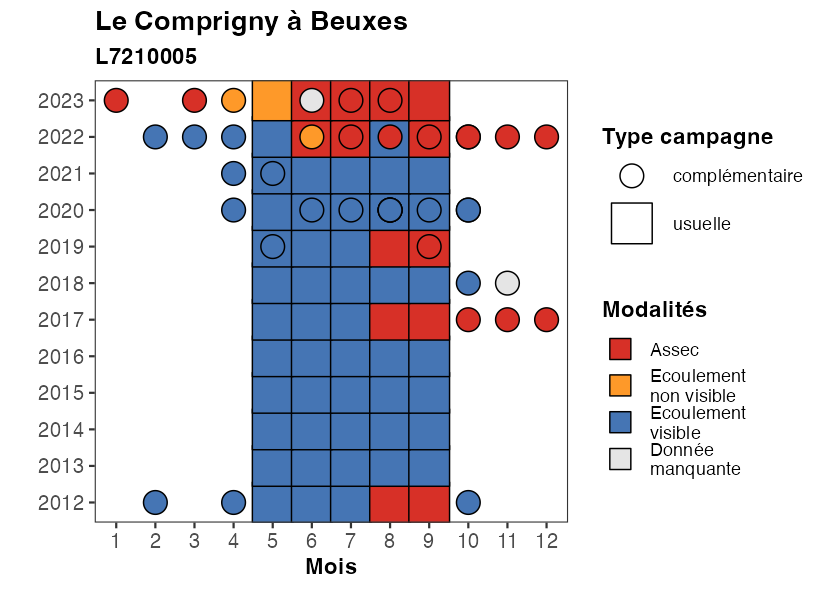 Le Comprigny à Beuxes
L7210005
2023
2022
2021
2020
2019
2018
2017
2016
2015
2014
2013
2012
1 2 3 4 5 6 7 8 9 10 11 12
Mois
Type campagne
complémentaire
usuelle
Modalités
Assec
Ecoulement
non visible
Ecoulement
visible
Donnée
manquante